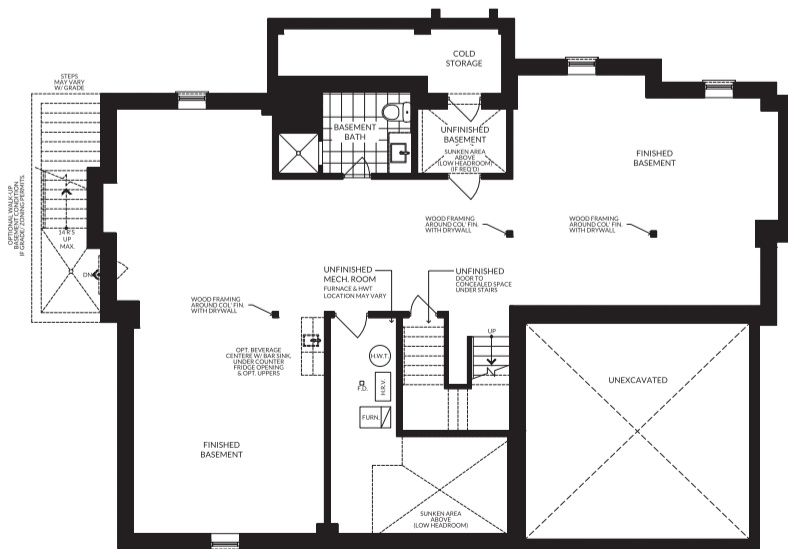 COLD
STORAGE
STEPS
MAY VARY
W/ GRADE
BASEMENT
BATH
UNFINISHED
BASEMENT
SUNKEN AREA
ABOVE
(LOW HEADROOM)
(IF REQ'D)
FINISHED
BASEMENT
OPTIONAL WALK-UP
BASEMENT CONDITION.
IF GRADE/ ZONING PERMITS.
14 R'S
UP
MAX.
DN
WOOD FRAMING
AROUND COL' FIN.
WITH DRYWALL
WOOD FRAMING
AROUND COL' FIN.
WITH DRYWALL
UNFINISHED
MECH. ROOM
FURNACE & HWT
LOCATION MAY VARY
UNFINISHED
DOOR TO
CONCEALED SPACE
UNDER STAIRS
WOOD FRAMING
AROUND COL' FIN.
WITH DRYWALL
UP
OPT. BEVERAGE
CENTERE W/ BAR SINK,
UNDER COUNTER
FRIDGE OPENING
& OPT. UPPERS
H.W.T.
F.D.
H.R.V.
FURN.
UNEXCAVATED
FINISHED
BASEMENT
SUNKEN AREA
ABOVE
(LOW HEADROOM)